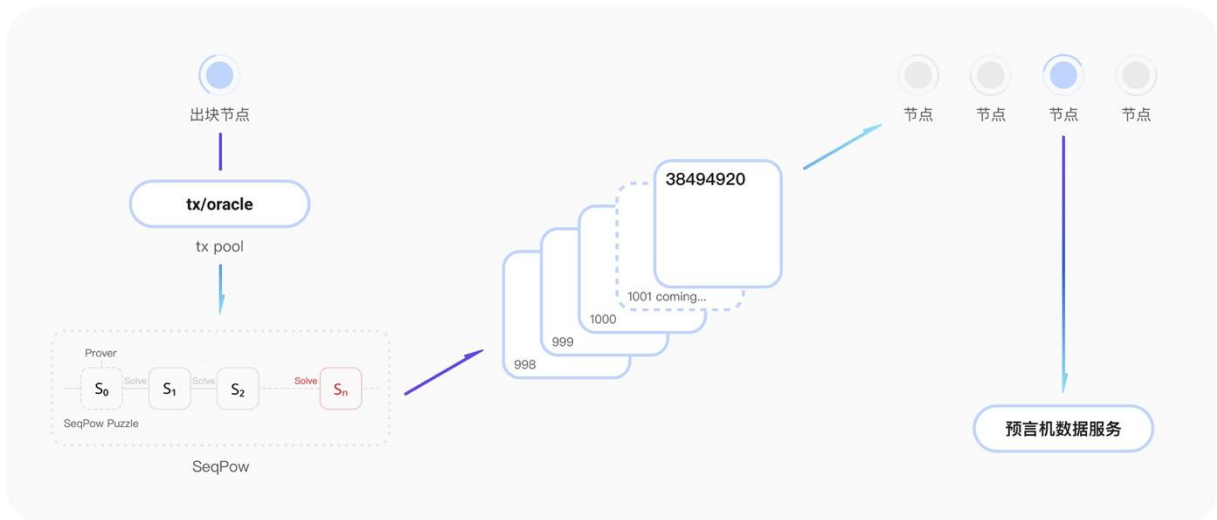 出块节点
tx/oracle
tx pool
Prover
S0 Solve S1 Solve S2 Solve Sn
SeqPow Puzzle
SeqPow
998
999
1000
1001 coming...
38494920
节点 节点 节点 节点
预言机数据服务